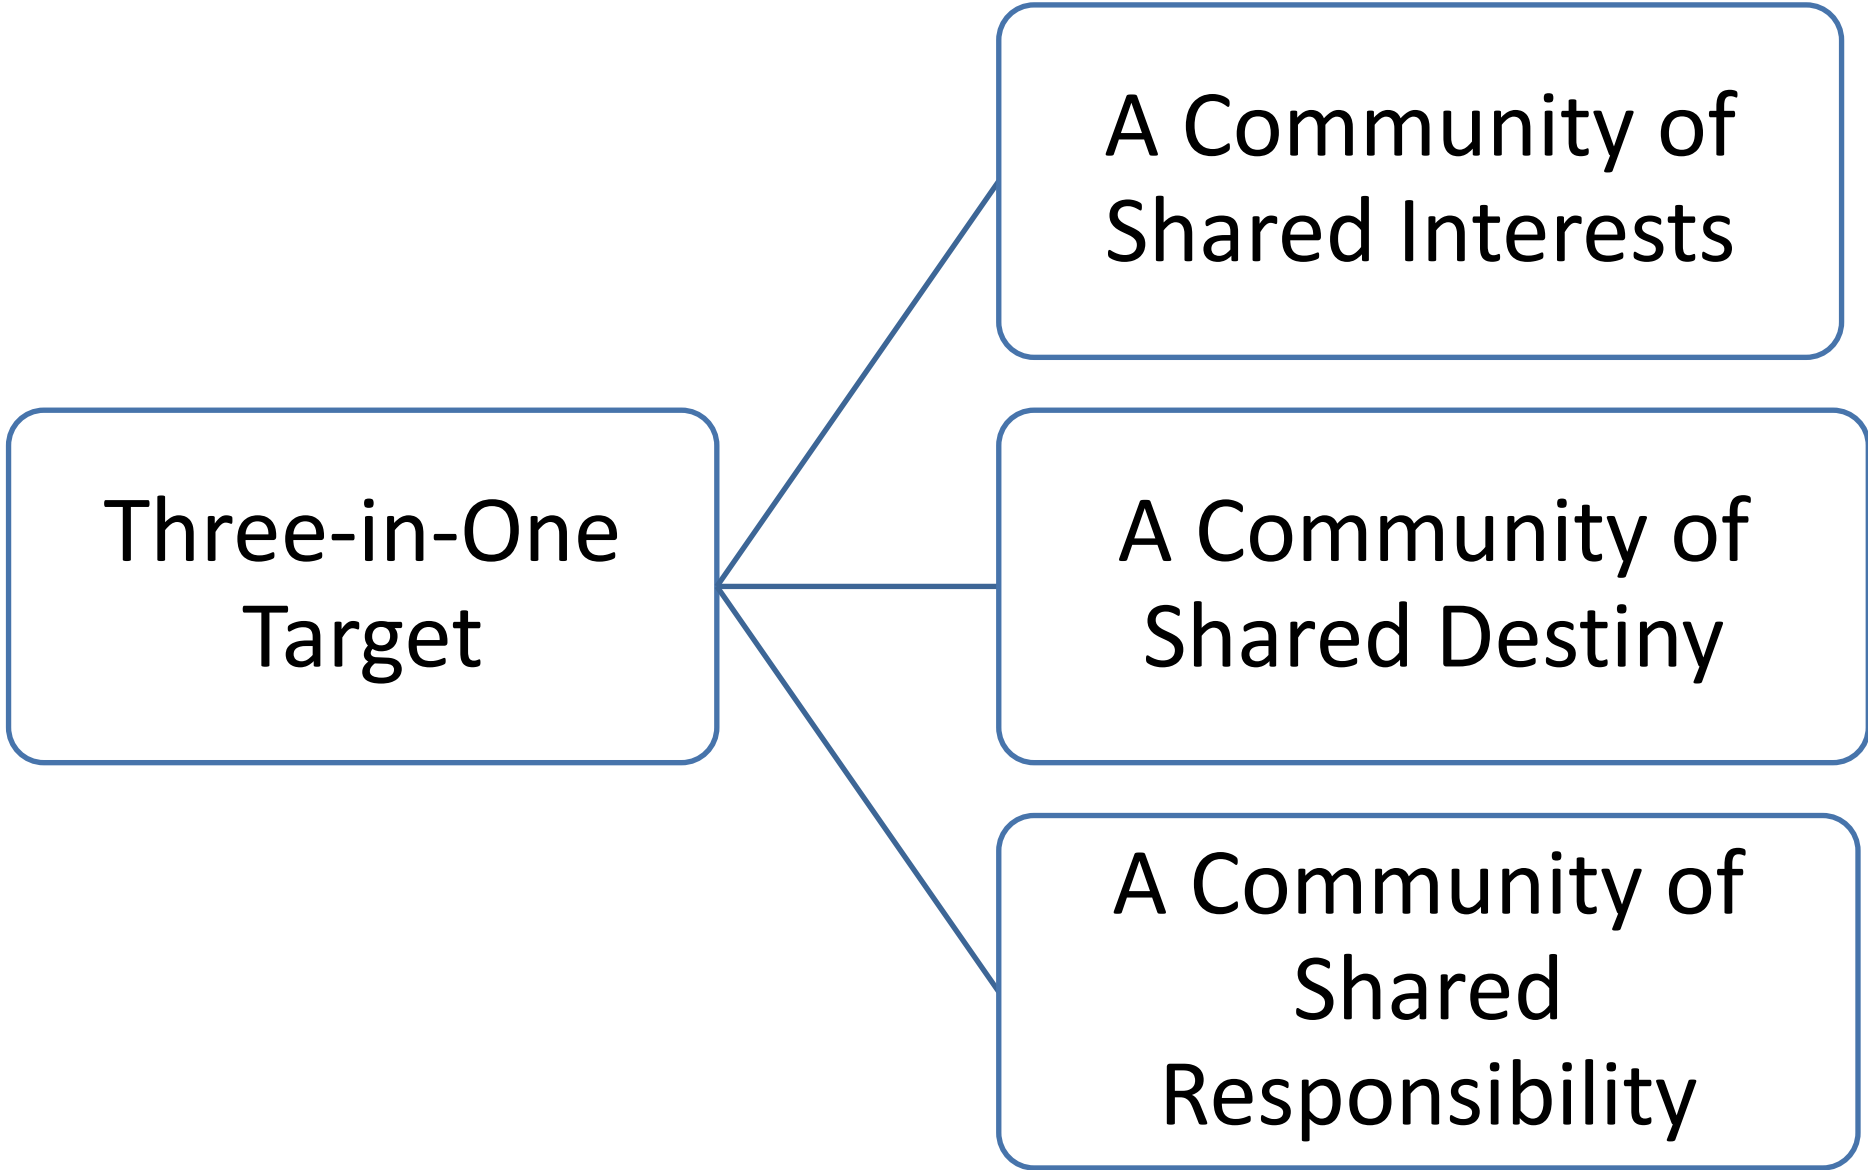 A Community of
Shared Interests
Three-in-One
Target
A Community of
Shared Destiny
A Community of
Shared
Responsibility